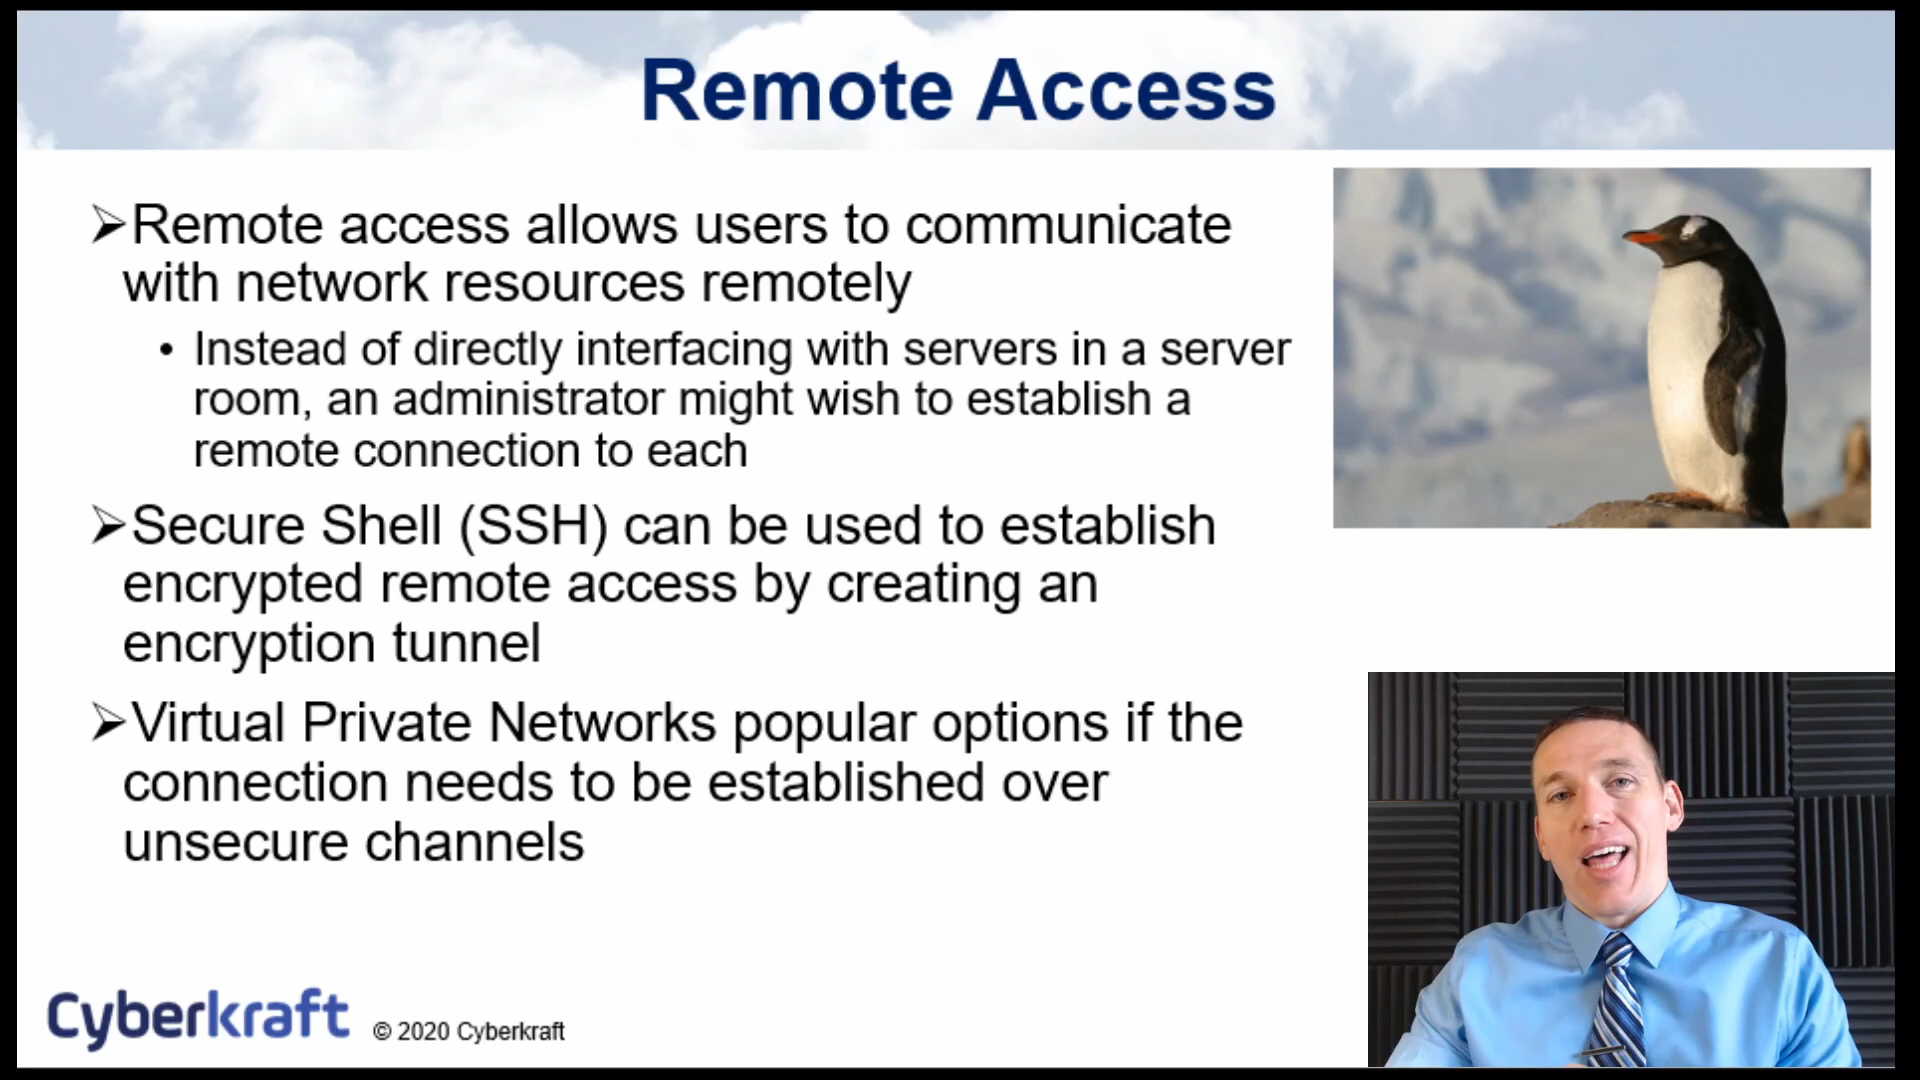 Remote Access
➢Remote access allows users to communicate
with network resources remotely
• Instead of directly interfacing with servers in a server
room, an administrator might wish to establish a
remote connection to each
➢Secure Shell (SSH) can be used to establish
encrypted remote access by creating an
encryption tunnel
➢Virtual Private Networks popular options if the
connection needs to be established over
unsecure channels
Cyberkraft © 2020 Cyberkraft